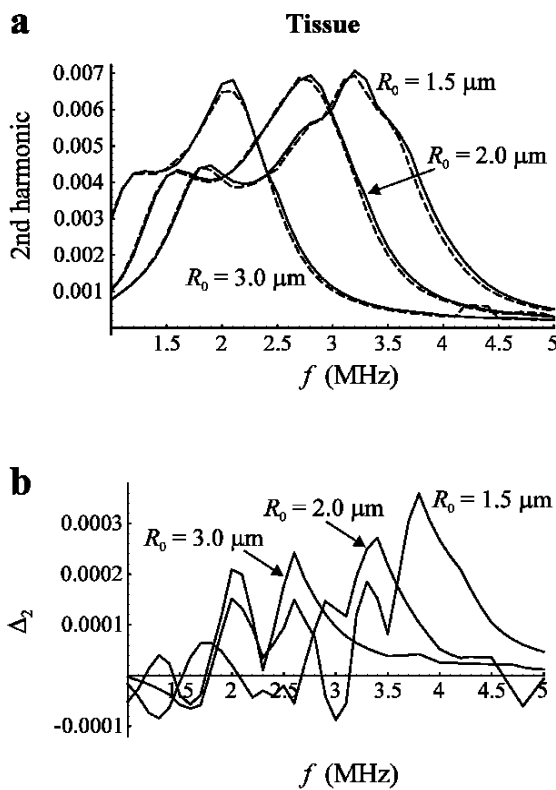 a
Tissue
0.007
0.006
0.005
0.004
0.003
0.002
0.001
2nd harmonic
R₀ = 1.5 μm
R₀ = 2.0 μm
R₀ = 3.0 μm
1.5 2 2.5 3 3.5 4 4.5 5
f (MHz)
b
0.0003
0.0002
0.0001
-0.0001
Δ₂
R₀ = 2.0 μm
R₀ = 1.5 μm
R₀ = 3.0 μm
1.5 2 2.5 3 3.5 4 4.5 5
f (MHz)